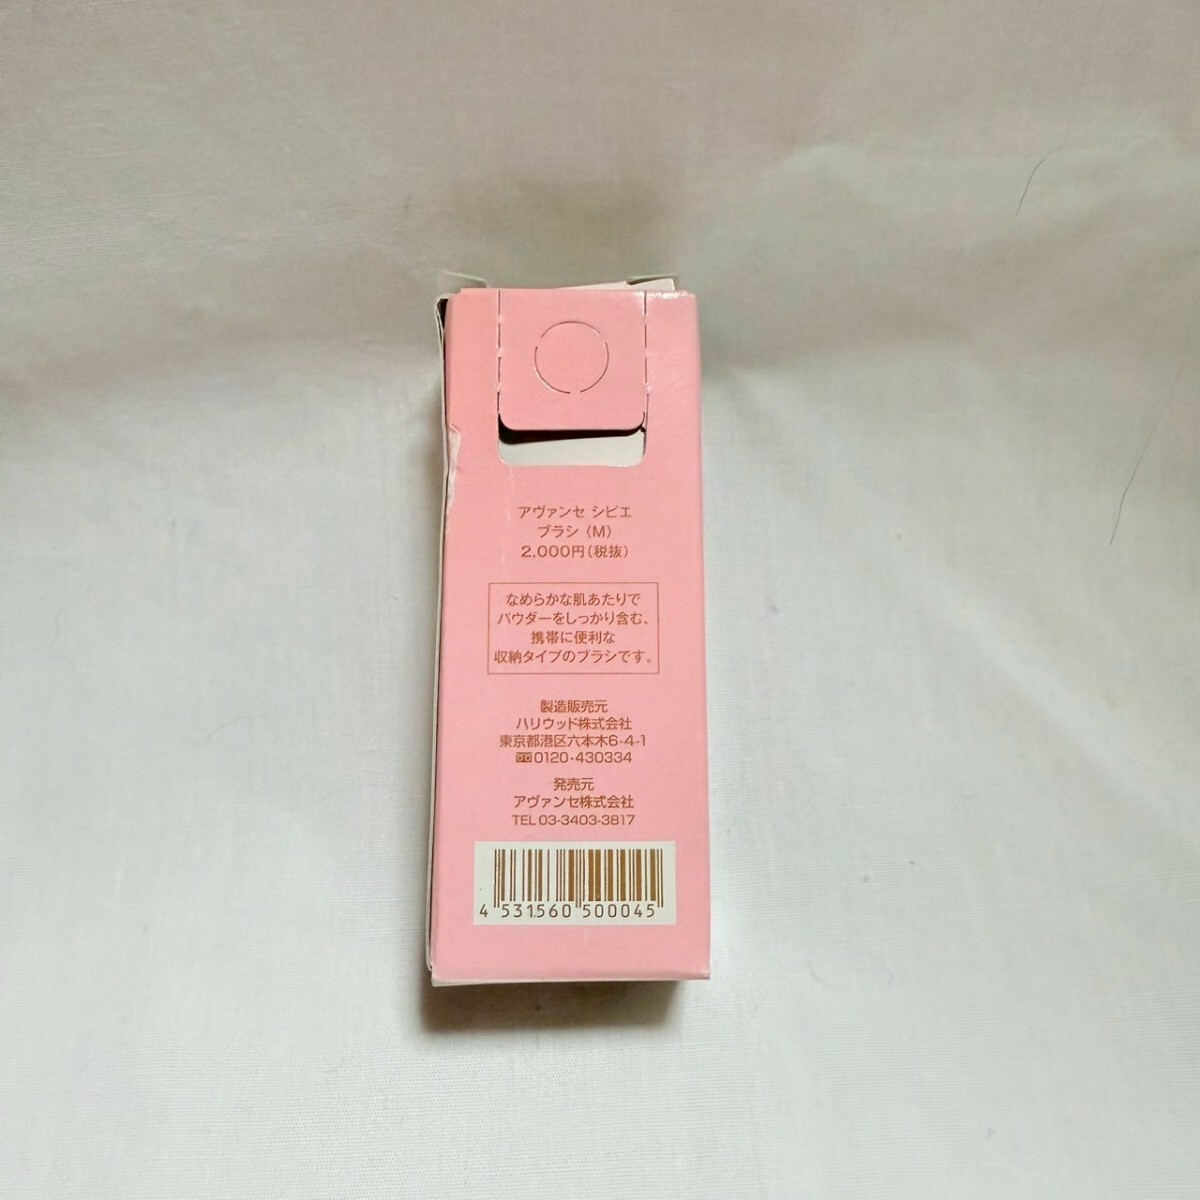 アヴァンセ シピエ
ブラシ〈M〉
2,000円(税抜)
なめらかな肌あたりで
パウダーをしっかり含む、
携帯に便利な
収納タイプのブラシです。
製造販売元
ハリウッド株式会社
東京都港区六本木6-4-1
0120-430334
発売元
アヴァンセ株式会社
TEL 03-3403-3817
4 531560 500045